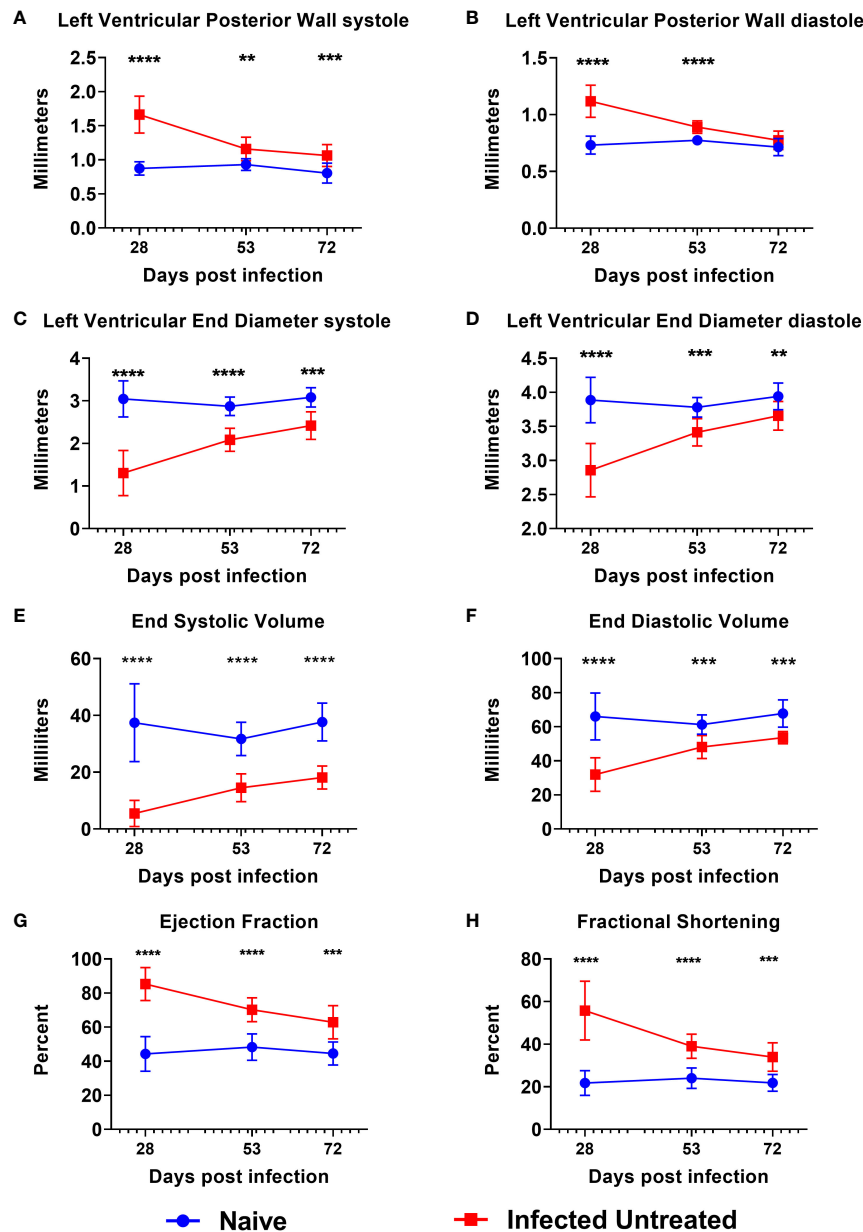 A Left Ventricular Posterior Wall systole
2.5
2.0
1.5
1.0
0.5
0.0
Millimeters
**** ** ***
28 53 72
Days post infection
B Left Ventricular Posterior Wall diastole
1.5
1.0
0.5
0.0
Millimeters
**** ****
28 53 72
Days post infection
C Left Ventricular End Diameter systole
4
3
2
1
0
Millimeters
**** **** ***
28 53 72
Days post infection
D Left Ventricular End Diameter diastole
4.5
4.0
3.5
3.0
2.5
2.0
Millimeters
**** *** **
28 53 72
Days post infection
E End Systolic Volume
60
40
20
0
Milliliters
**** **** ****
28 53 72
Days post infection
F End Diastolic Volume
100
80
60
40
20
0
Milliliters
**** *** ***
28 53 72
Days post infection
G Ejection Fraction
100
80
60
40
20
0
Percent
**** **** ***
28 53 72
Days post infection
H Fractional Shortening
80
60
40
20
0
Percent
**** **** ***
28 53 72
Days post infection
Naive Infected Untreated